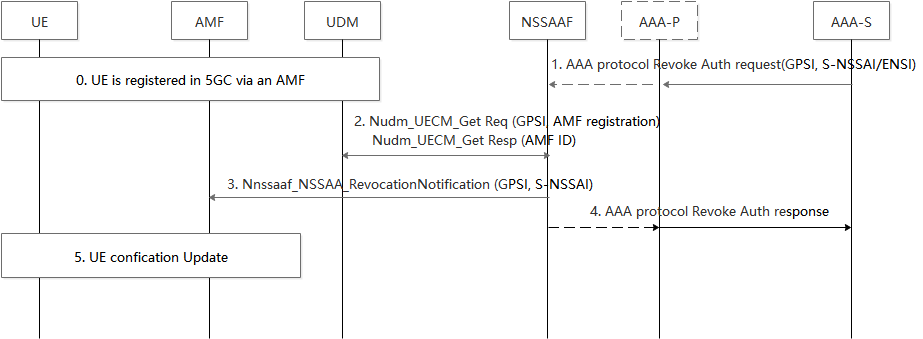 UE AMF UDM NSSAAF AAA-P AAA-S
1. AAA protocol Revoke Auth request(GPSI, S-NSSAI/ENSI)
0. UE is registered in 5GC via an AMF
2. Nudm_UECM_Get Req (GPSI, AMF registration)
Nudm_UECM_Get Resp (AMF ID)
3. Nnssaaf_NSSAA_RevocationNotification (GPSI, S-NSSAI)
4. AAA protocol Revoke Auth response
5. UE confication Update